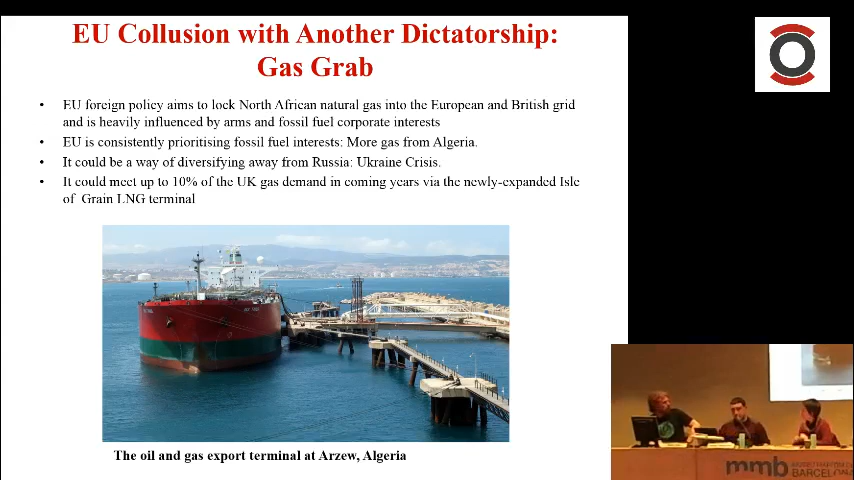 EU Collusion with Another Dictatorship:
Gas Grab
• EU foreign policy aims to lock North African natural gas into the European and British grid
and is heavily influenced by arms and fossil fuel corporate interests
• EU is consistently prioritising fossil fuel interests: More gas from Algeria.
• It could be a way of diversifying away from Russia: Ukraine Crisis.
• It could meet up to 10% of the UK gas demand in coming years via the newly-expanded Isle
of Grain LNG terminal
The oil and gas export terminal at Arzew, Algeria
mmb
BARCELONA